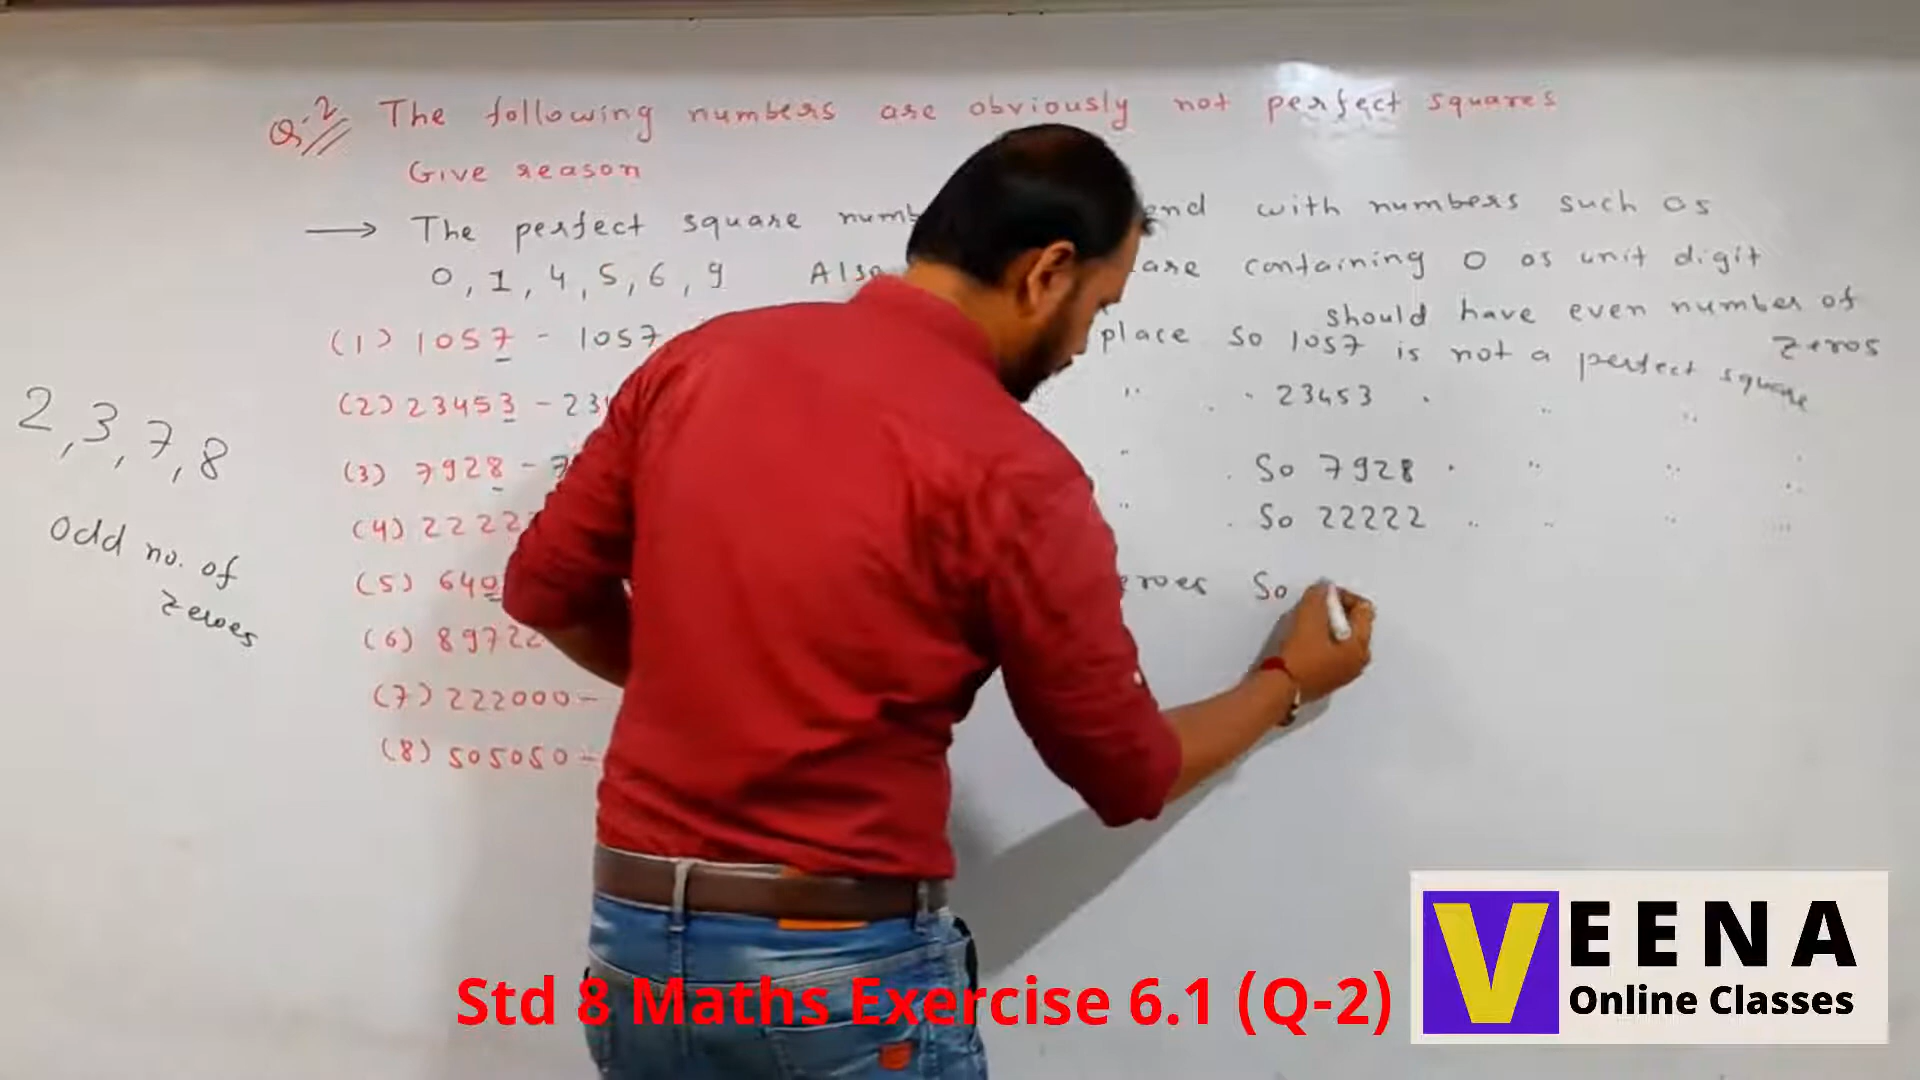 Q.2 The following numbers are obviously not perfect squares
Give reason
→ The perfect square numb end with numbers such as
0, 1, 4, 5, 6, 9 Also are containing 0 as unit digit
should have even number of
zeros
(1) 1057 - 1057 place so 1057 is not a perfect square
(2) 23453 - 23 " 23453
(3) 7928 - 7 " So 7928
(4) 2222 " So 22222
(5) 640 eroes So
(6) 89722
(7) 222000 -
(8) 505050 -
2, 3, 7, 8
odd no. of
zeroes
Std 8 Maths Exercise 6.1 (Q-2)
VEENA
Online Classes